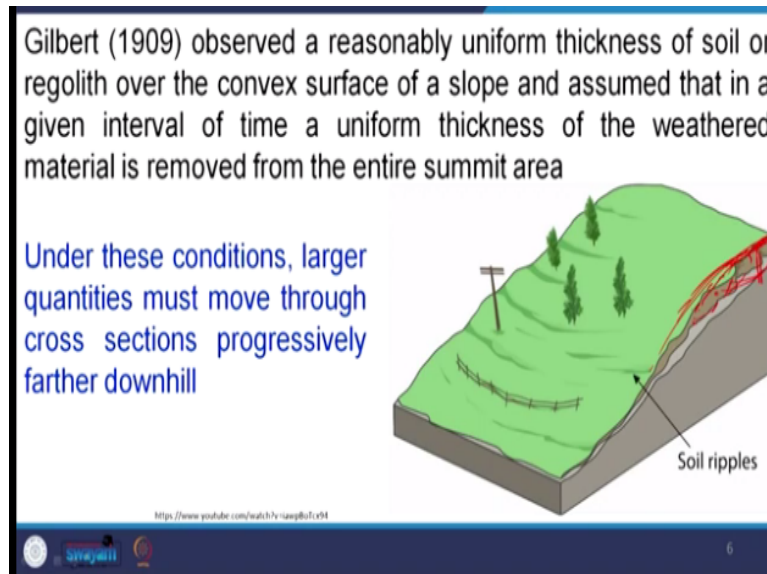 Gilbert (1909) observed a reasonably uniform thickness of soil or
regolith over the convex surface of a slope and assumed that in a
given interval of time a uniform thickness of the weathered
material is removed from the entire summit area
Under these conditions, larger
quantities must move through
cross sections progressively
farther downhill
Soil ripples
swayam
6